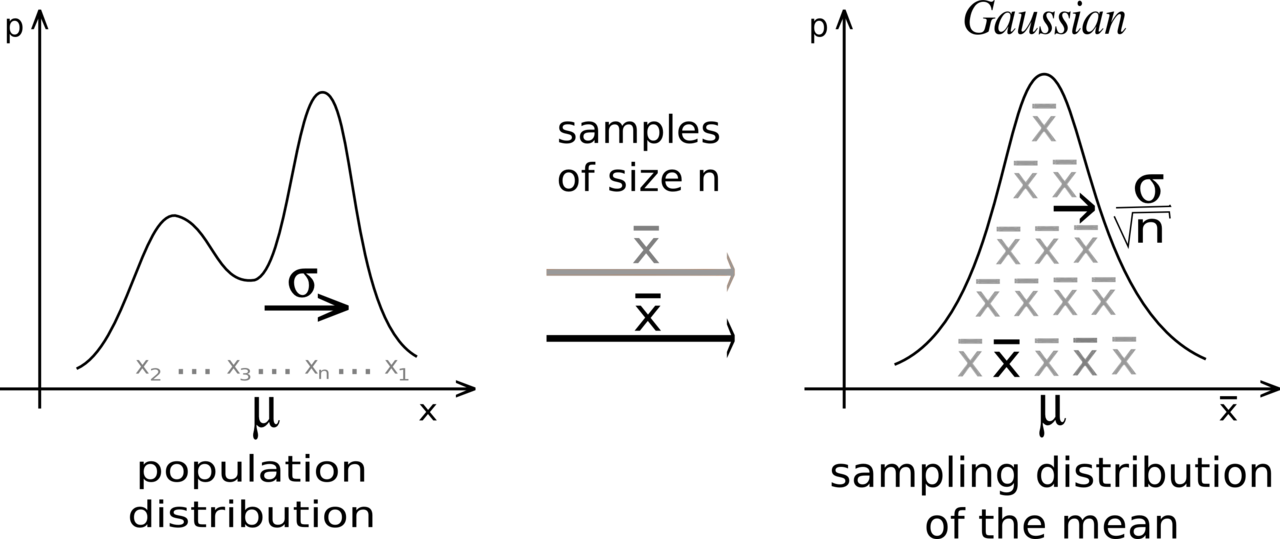 p
σ
x₂ ... x₃ ... xₙ ... x₁
μ
x
population
distribution
samples
of size n
x̅
x̅
Gaussian
p
x̅
x̅ x̅
σ
√n
x̅ x̅ x̅
x̅ x̅ x̅ x̅
x̅ x̅ x̅ x̅ x̅
μ
x̅
sampling distribution
of the mean